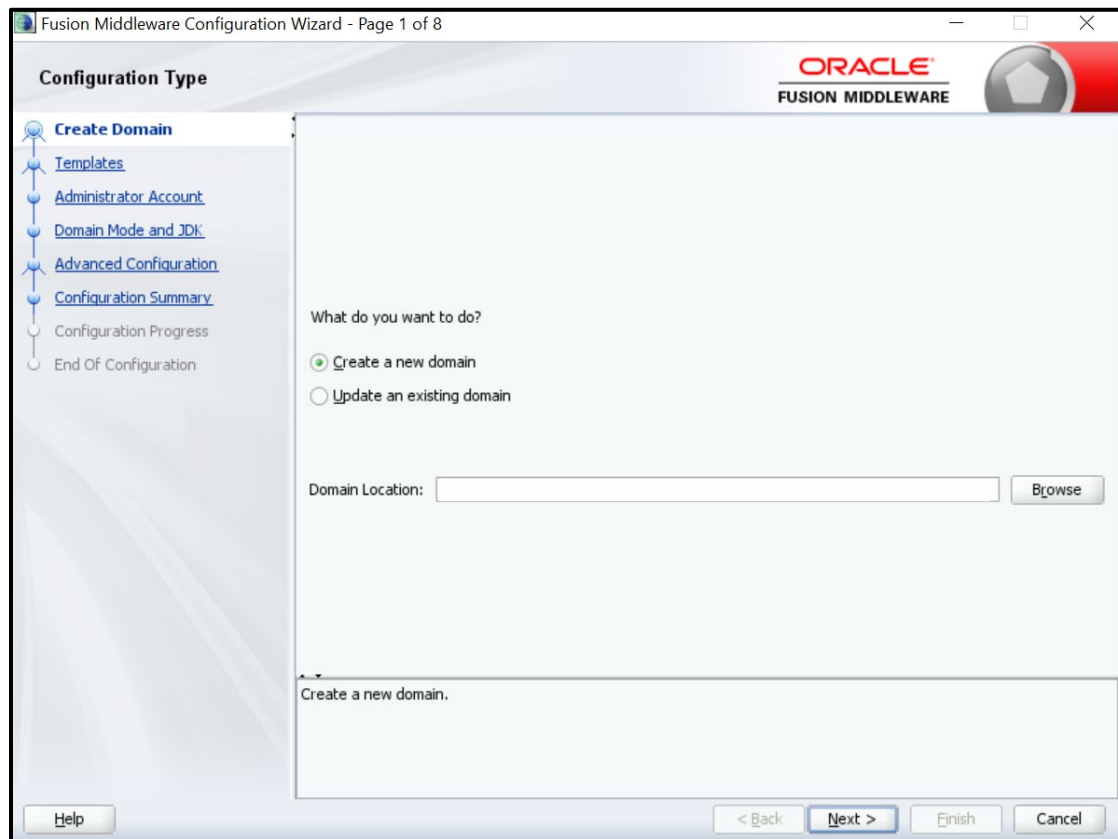 Fusion Middleware Configuration Wizard - Page 1 of 8
Configuration Type
ORACLE
FUSION MIDDLEWARE
Create Domain
Templates
Administrator Account
Domain Mode and JDK
Advanced Configuration
Configuration Summary
Configuration Progress
End Of Configuration
What do you want to do?
Create a new domain
Update an existing domain
Domain Location:
Browse
Create a new domain.
Help
< Back
Next >
Finish
Cancel